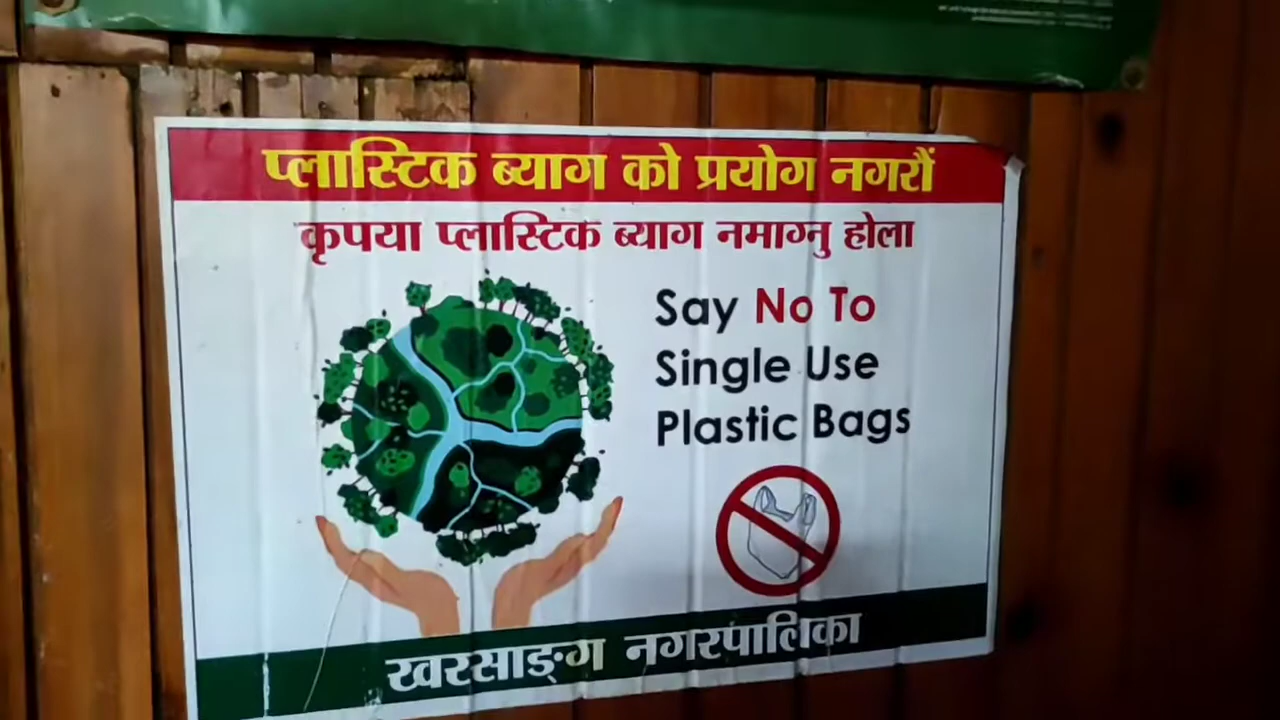 प्लास्टिक ब्याग को प्रयोग नगरौं
कृपया प्लास्टिक ब्याग नमाग्नु होला
Say No To
Single Use
Plastic Bags
खरसाङ्ग नगरपालिका